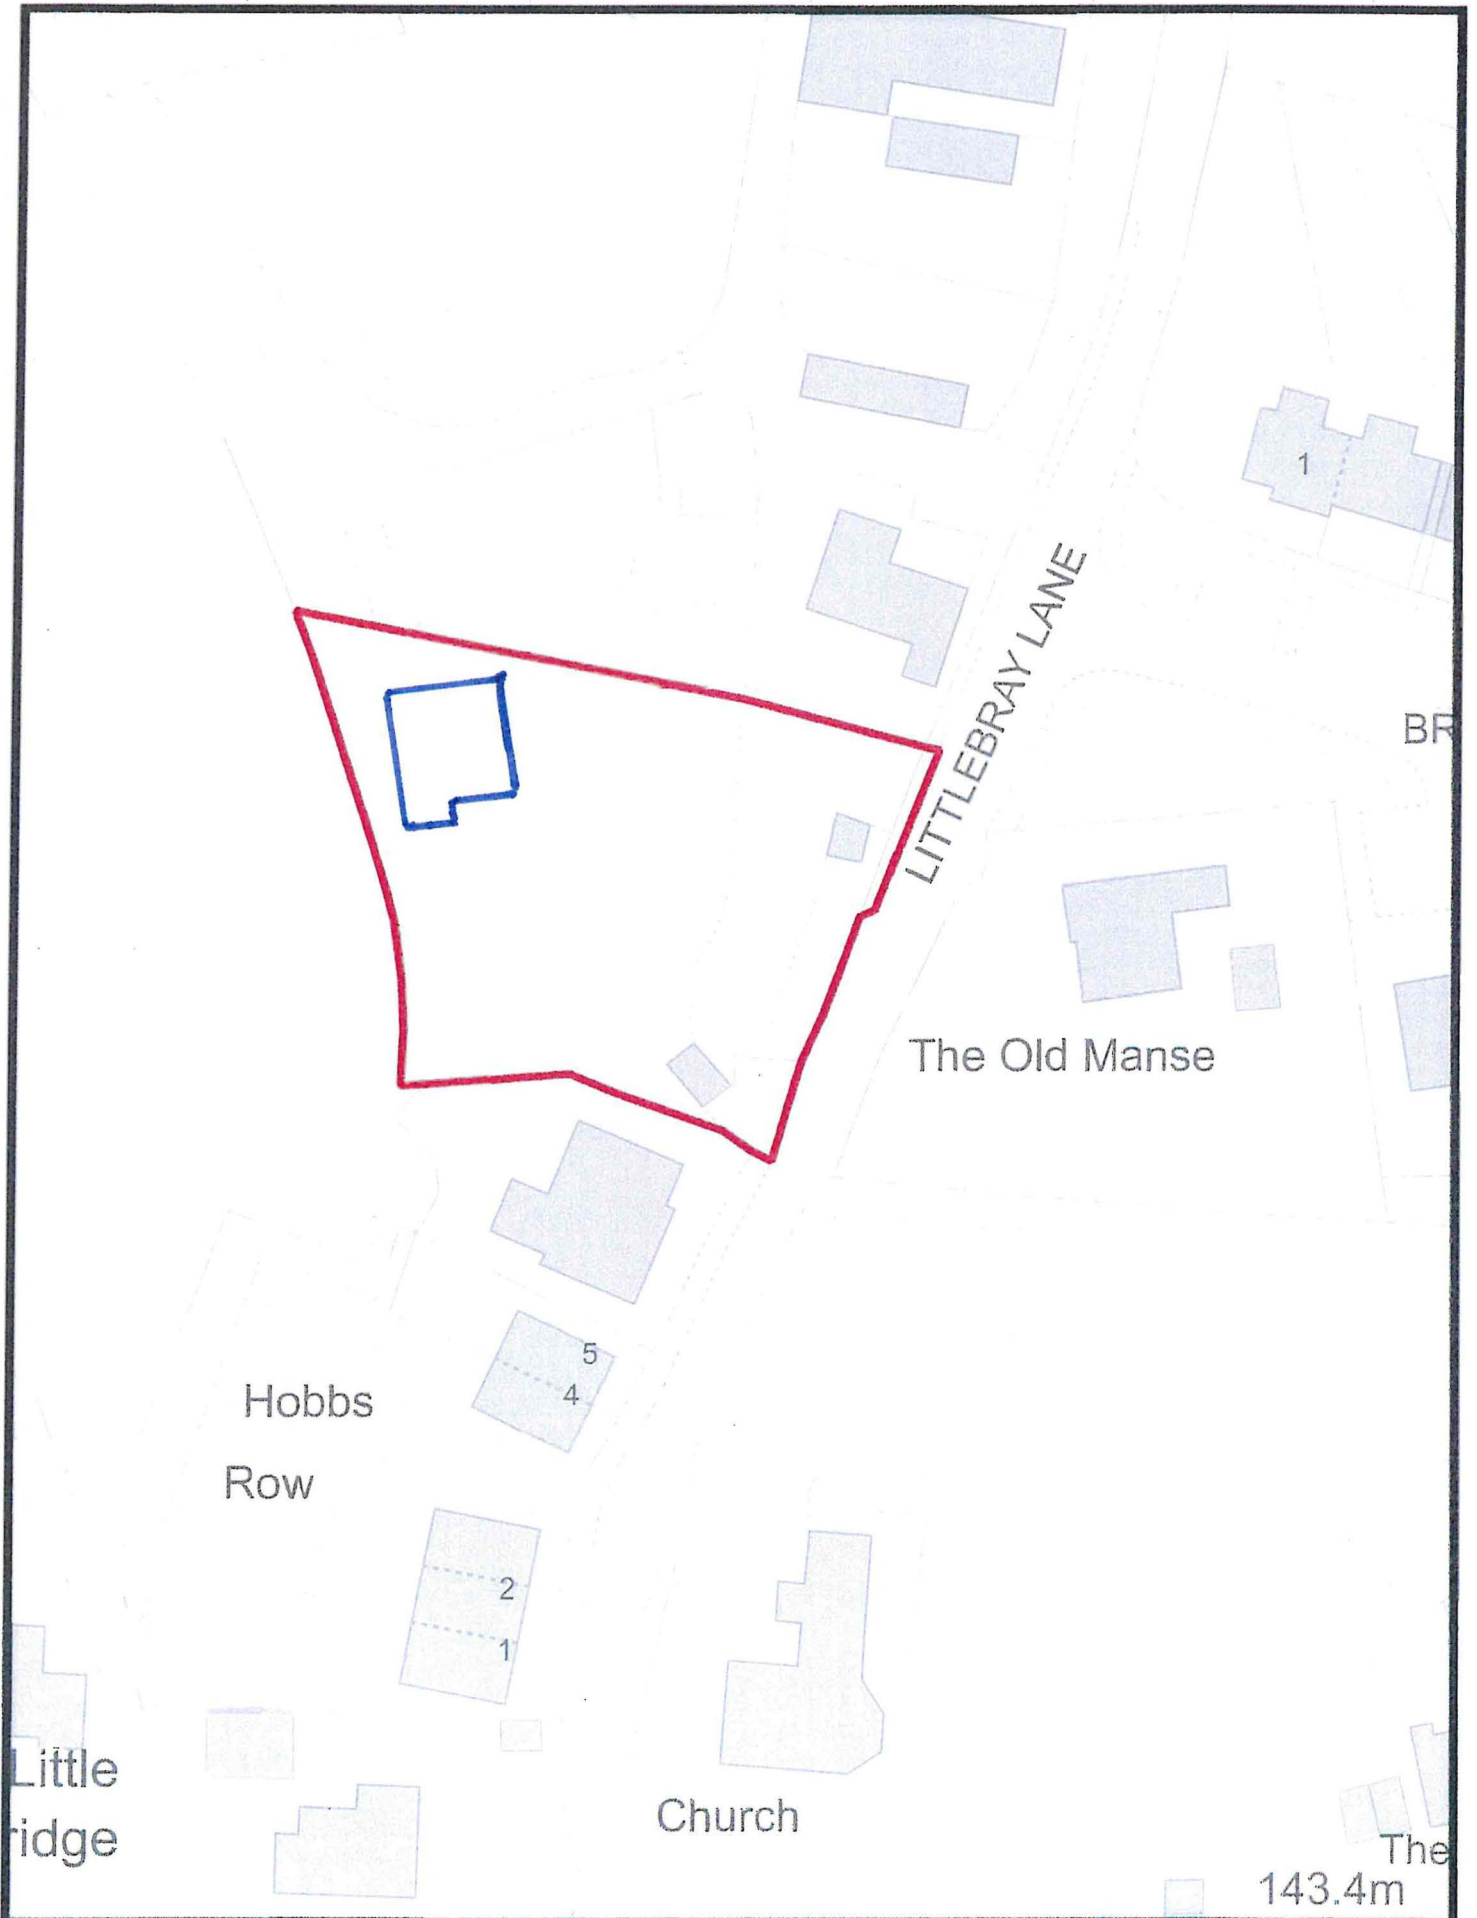 1
LITTLEBRAY LANE
BR
The Old Manse
5
4
Hobbs
Row
2
1
Little
ridge
Church
The
143.4m